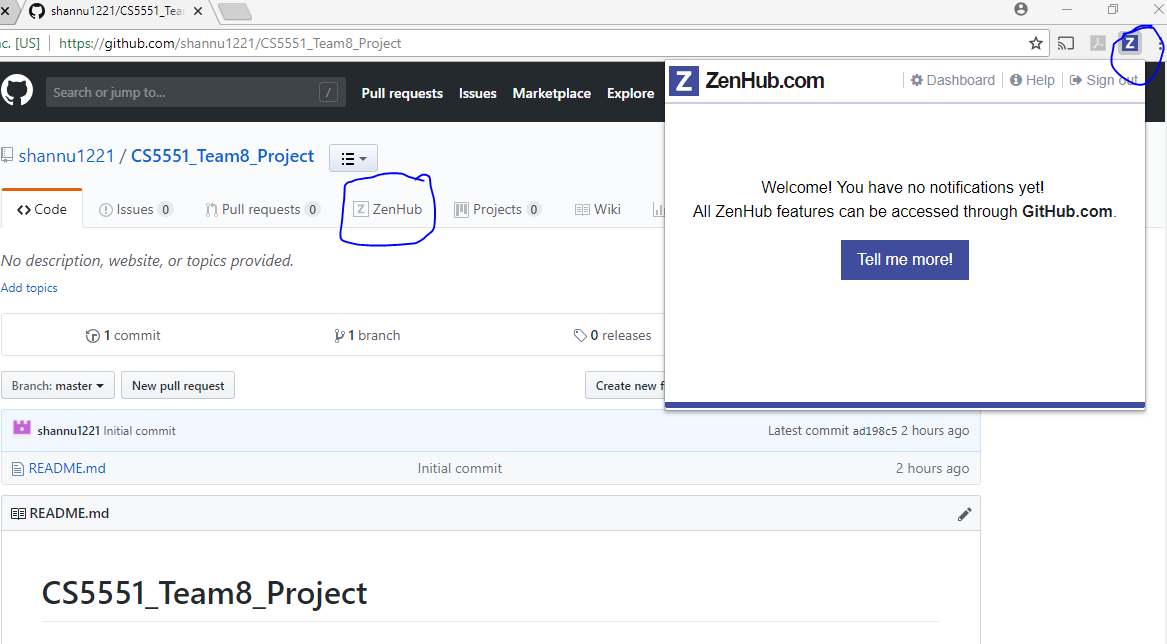 shannu1221/CS5551_Tea
c. [US] https://github.com/shannu1221/CS5551_Team8_Project
Z
Search or jump to... /
Pull requests Issues Marketplace Explore
Z ZenHub.com Dashboard Help Sign out
shannu1221 / CS5551_Team8_Project
Welcome! You have no notifications yet!
All ZenHub features can be accessed through GitHub.com.
Tell me more!
Code Issues 0 Pull requests 0 Z ZenHub Projects 0 Wiki
No description, website, or topics provided.
Add topics
1 commit 1 branch 0 releases
Branch: master New pull request Create new f
shannu1221 Initial commit Latest commit ad198c5 2 hours ago
README.md Initial commit 2 hours ago
README.md
CS5551_Team8_Project